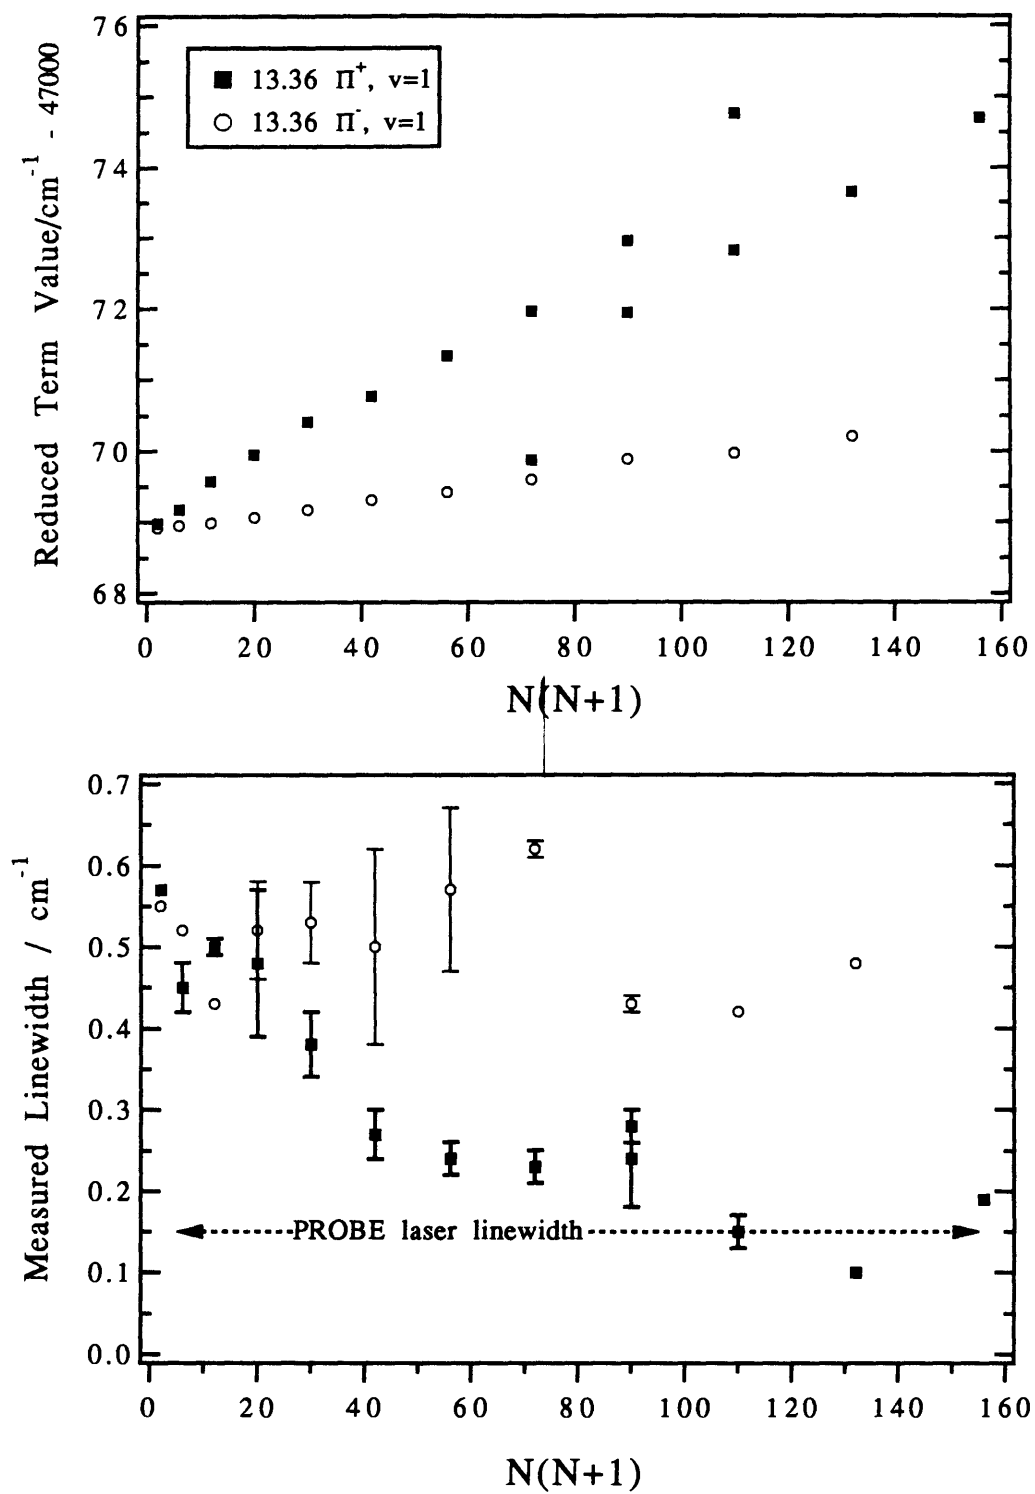 76
74
72
70
68
Reduced Term Value/cm⁻¹ - 47000
13.36 Π⁺, v=1
13.36 Π⁻, v=1
0 20 40 60 80 100 120 140 160
N(N+1)
0.7
0.6
0.5
0.4
0.3
0.2
0.1
0.0
Measured Linewidth / cm⁻¹
PROBE laser linewidth
0 20 40 60 80 100 120 140 160
N(N+1)